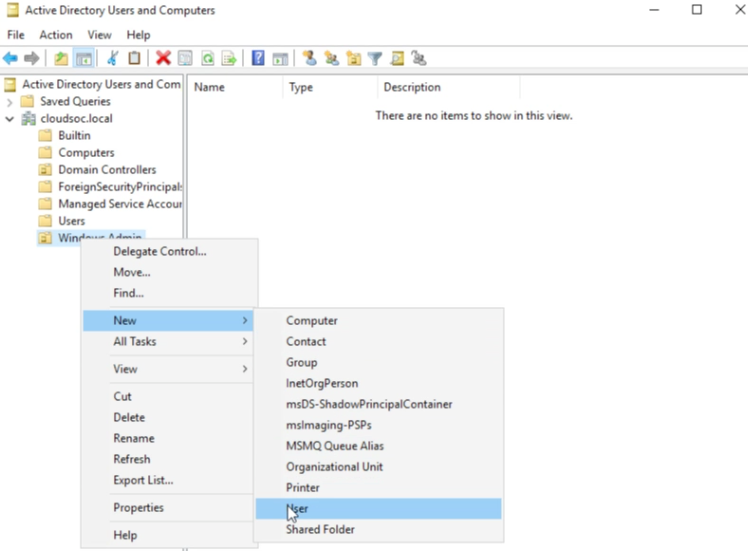 Active Directory Users and Computers
File Action View Help
Active Directory Users and Com
Name Type Description
Saved Queries
cloudsoc.local
There are no items to show in this view.
Builtin
Computers
Domain Controllers
ForeignSecurityPrincipals
Managed Service Accour
Users
Windows Admin
Delegate Control...
Move...
Find...
New
All Tasks
View
Cut
Delete
Rename
Refresh
Export List...
Properties
Help
Computer
Contact
Group
InetOrgPerson
msDS-ShadowPrincipalContainer
msImaging-PSPs
MSMQ Queue Alias
Organizational Unit
Printer
User
Shared Folder